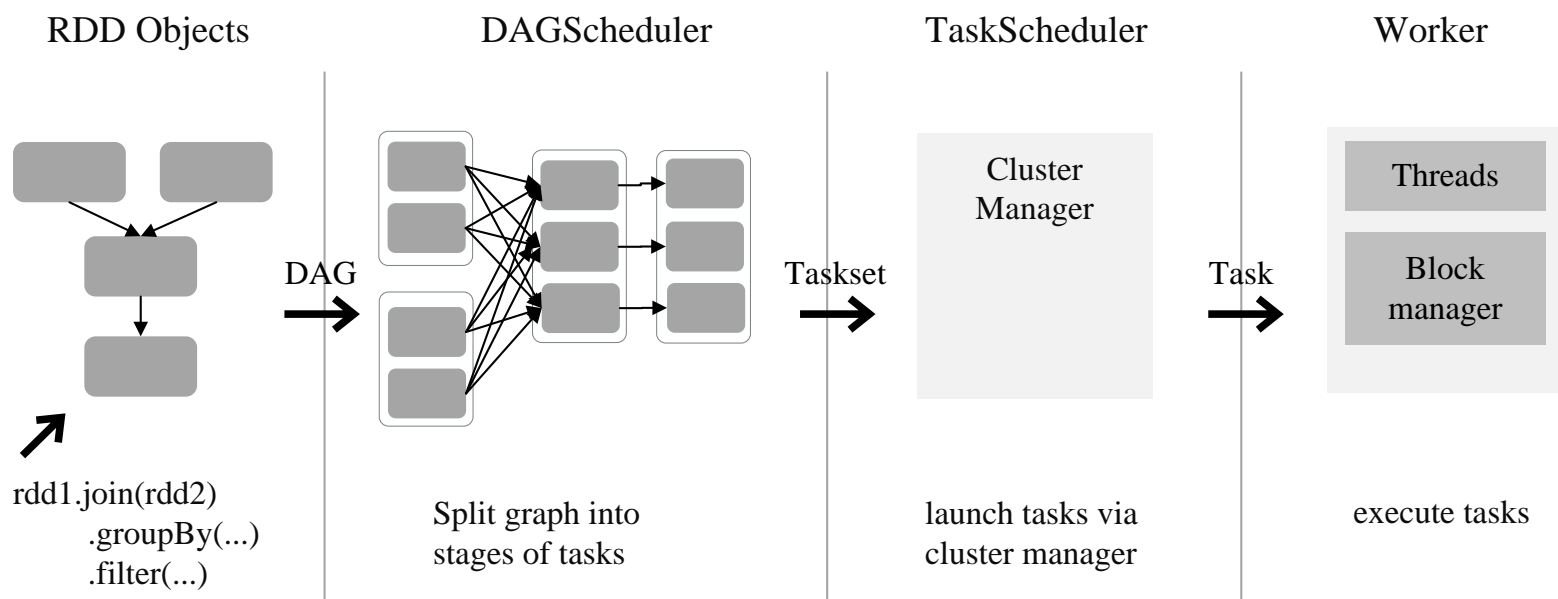 RDD Objects
DAGScheduler
TaskScheduler
Worker
DAG
Taskset
Cluster
Manager
Task
Threads
Block
manager
rdd1.join(rdd2)
.groupBy(...)
.filter(...)
Split graph into
stages of tasks
launch tasks via
cluster manager
execute tasks